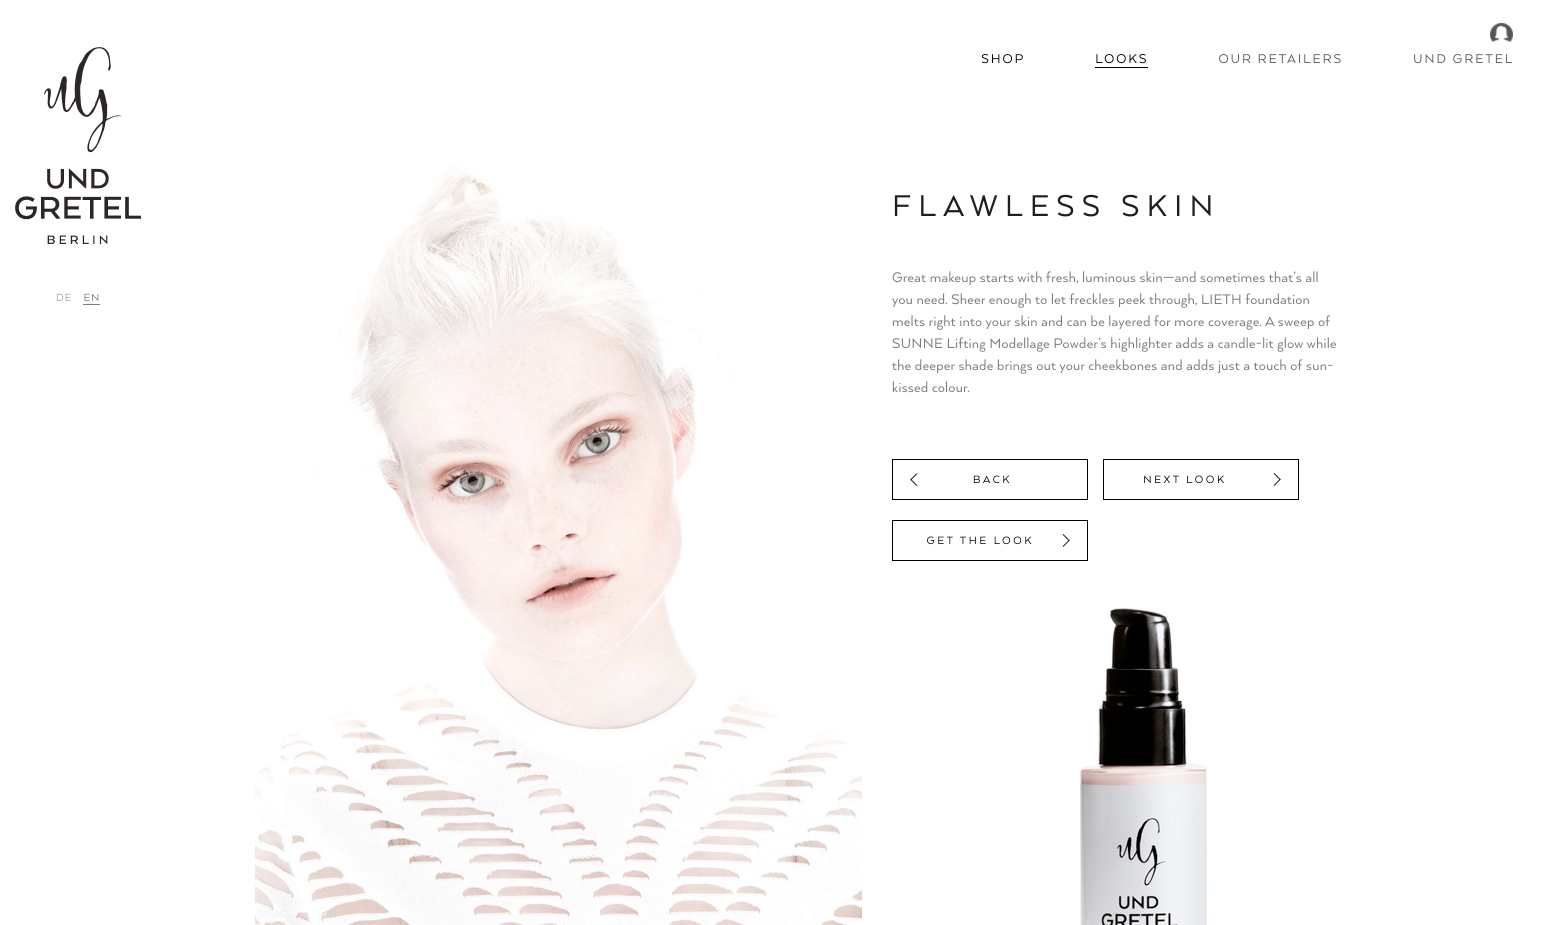 SHOP
LOOKS
OUR RETAILERS
UND GRETEL
uG
UND
GRETEL
BERLIN
DE EN
FLAWLESS SKIN
Great makeup starts with fresh, luminous skin—and sometimes that's all
you need. Sheer enough to let freckles peek through, LIETH foundation
melts right into your skin and can be layered for more coverage. A sweep of
SUNNE Lifting Modellage Powder's highlighter adds a candle-lit glow while
the deeper shade brings out your cheekbones and adds just a touch of sun-
kissed colour.
BACK
NEXT LOOK
GET THE LOOK
uG
UND
GRETEL